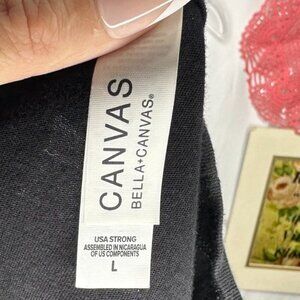 CANVAS
BELLA+CANVAS®
USA STRONG
ASSEMBLED IN NICARAGUA
OF US COMPONENTS
L